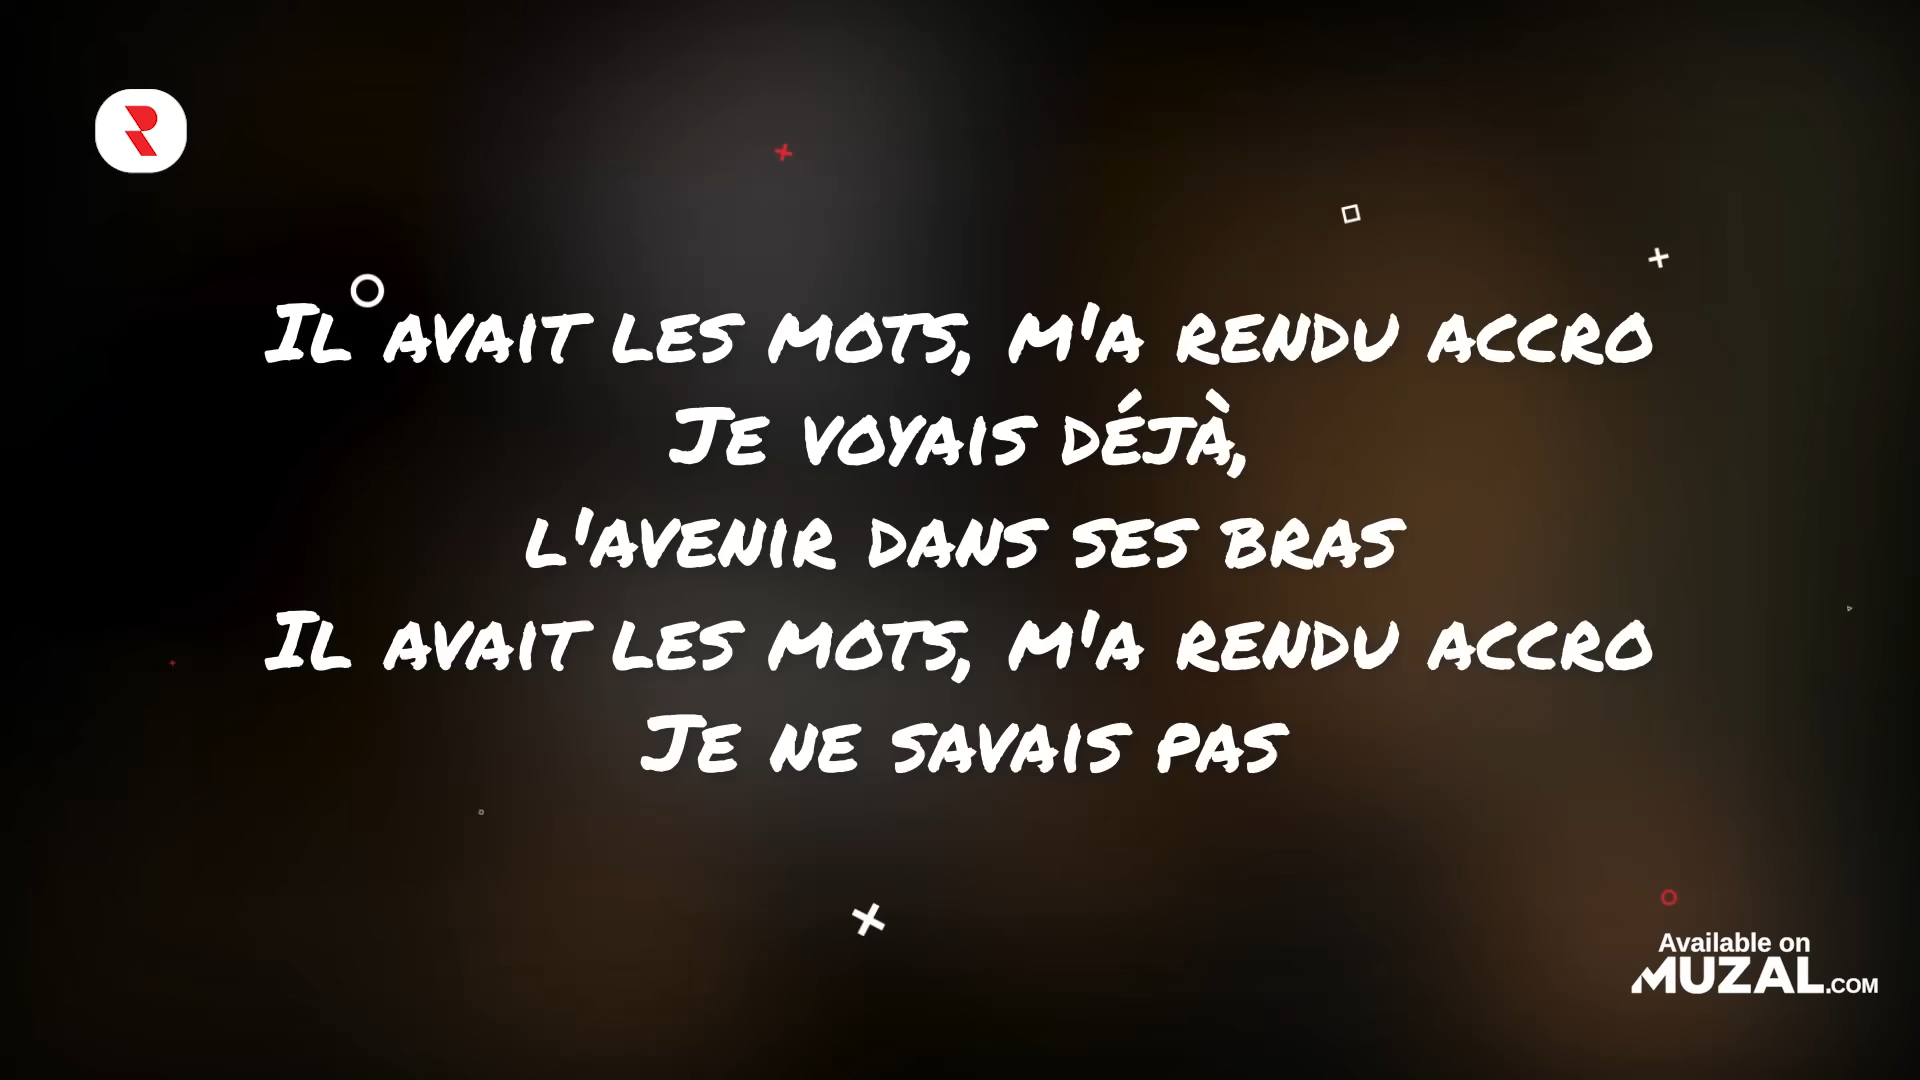 R
Il avait les mots, m'a rendu accro
Je voyais déjà,
l'avenir dans ses bras
Il avait les mots, m'a rendu accro
Je ne savais pas
Available on
MUZAL.COM